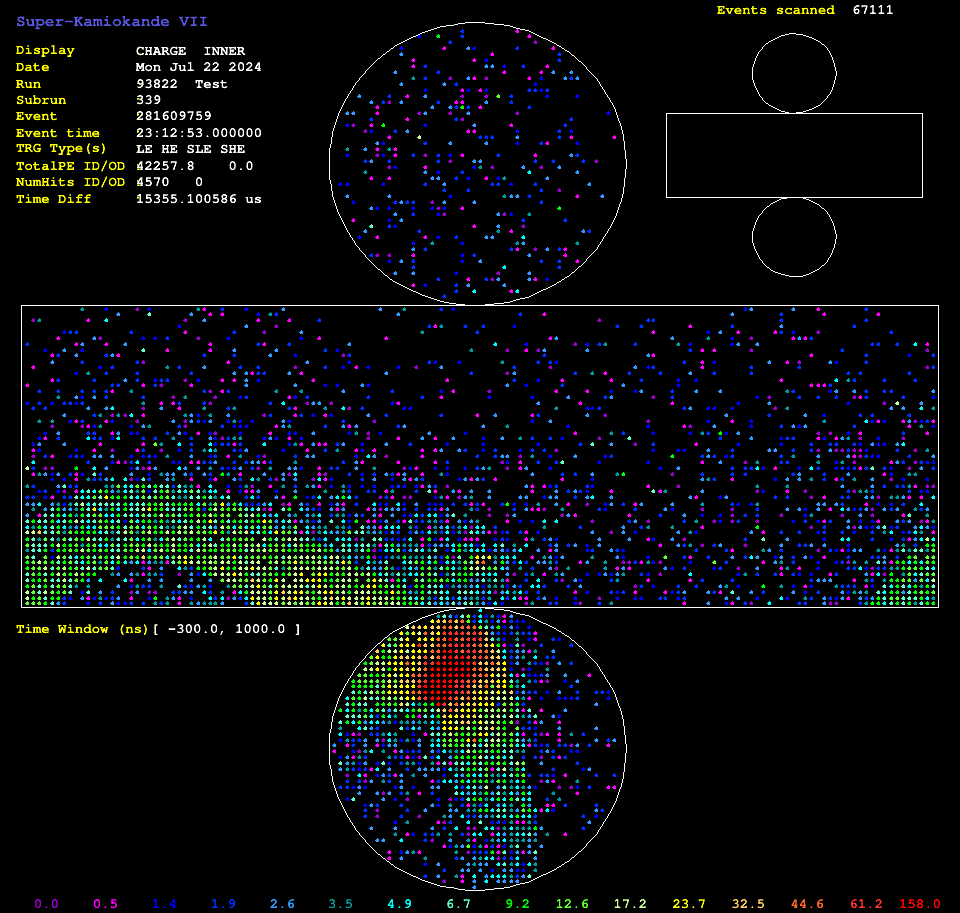 Super-Kamiokande VII
Events scanned 67111
Display CHARGE INNER
Date Mon Jul 22 2024
Run 93822 Test
Subrun 339
Event 281609759
Event time 23:12:53.000000
TRG Type(s) LE HE SLE SHE
TotalPE ID/OD 42257.8 0.0
NumHits ID/OD 4570 0
Time Diff 15355.100586 us
Time Window (ns)[ -300.0, 1000.0 ]
0.0 0.5 1.4 1.9 2.6 3.5 4.9 6.7 9.2 12.6 17.2 23.7 32.5 44.6 61.2 158.0